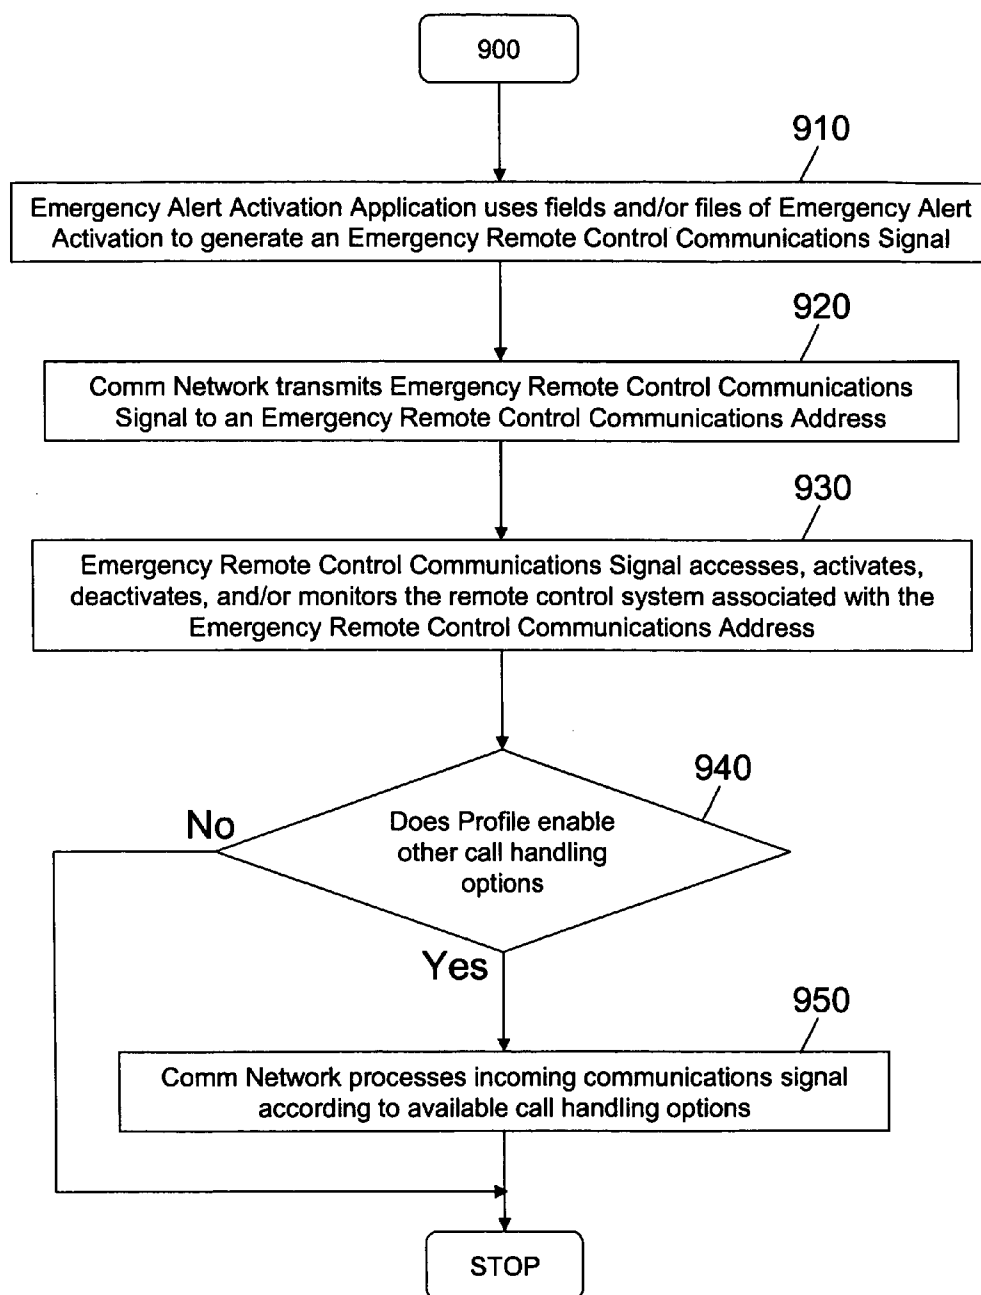 900
910
Emergency Alert Activation Application uses fields and/or files of Emergency Alert
Activation to generate an Emergency Remote Control Communications Signal
920
Comm Network transmits Emergency Remote Control Communications
Signal to an Emergency Remote Control Communications Address
930
Emergency Remote Control Communications Signal accesses, activates,
deactivates, and/or monitors the remote control system associated with the
Emergency Remote Control Communications Address
940
No
Does Profile enable
other call handling
options
Yes
950
Comm Network processes incoming communications signal
according to available call handling options
STOP